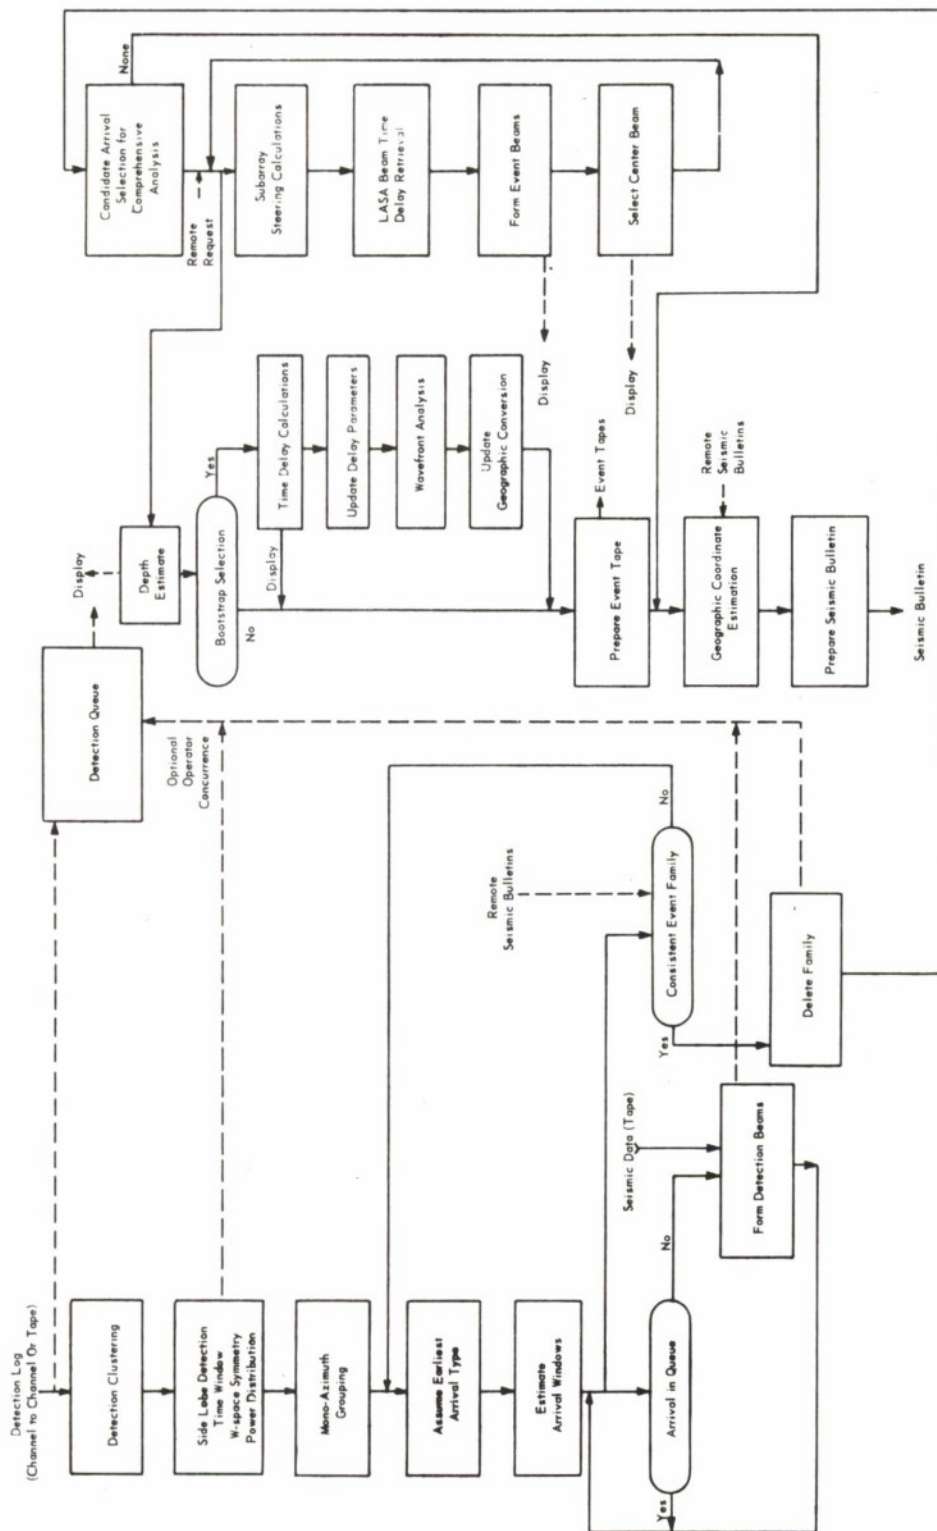 Detection Log
(Channel to Channel Or Tape)
Detection Clustering
Side Lobe Detection
Time Window
W-space Symmetry
Power Distribution
Mono-Azimuth
Grouping
Assume Earliest
Arrival Type
Estimate
Arrival Windows
Arrival in Queue
Yes
No
Seismic Data (Tape)
Form Detection Beams
Remote
Seismic Bulletins
Consistent Event Family
Yes
No
Delete Family
Optional
Operator
Concurrence
Detection Queue
Display
Depth
Estimate
Bootstrap Selection
Yes
No
Time Delay Calculations
Display
Update Delay Parameters
Wavefront Analysis
Update
Geographic Conversion
Prepare Event Tape
Event Tapes
Geographic Coordinate
Estimation
Remote
Seismic
Bulletins
Prepare Seismic Bulletin
Seismic Bulletin
Candidate Arrival
Selection for
Comprehensive
Analysis
None
Remote
Request
Subarray
Steering Calculations
LASA Beam Time
Delay Retrieval
Form Event Beams
Display
Select Center Beam
Display